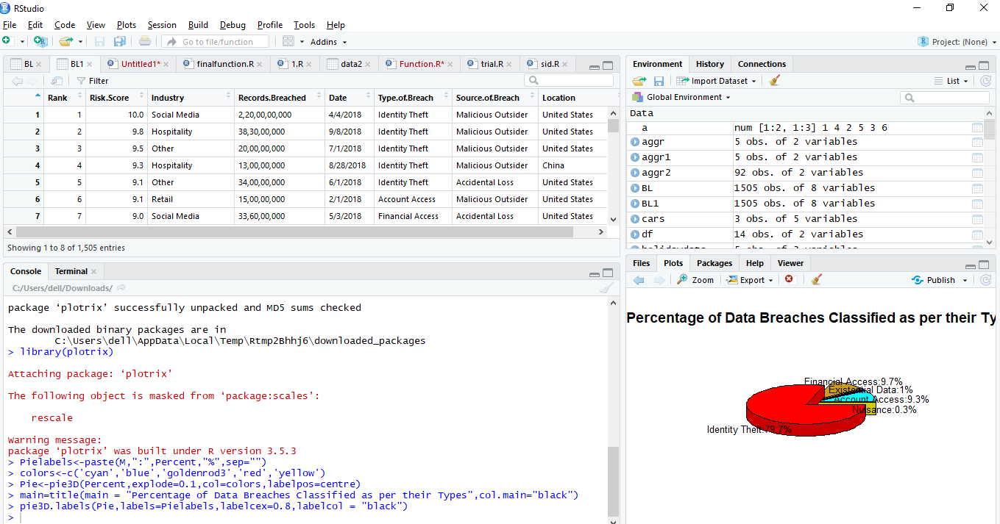 RStudio
File Edit Code View Plots Session Build Debug Profile Tools Help
Go to file/function Addins Project: (None)
BL BL1 Untitled1* finalfunction.R 1.R data2 Function.R* trial.R sid.R
Filter
Rank Risk.Score Industry Records.Breached Date Type.of.Breach Source.of.Breach Location
1 1 10.0 Social Media 2,20,00,00,000 4/4/2018 Identity Theft Malicious Outsider United States
2 2 9.8 Hospitality 38,30,00,000 9/8/2018 Identity Theft Malicious Outsider United States
3 3 9.5 Other 20,00,00,000 7/1/2018 Identity Theft Malicious Outsider United States
4 4 9.3 Hospitality 13,00,00,000 8/28/2018 Identity Theft Malicious Outsider China
5 5 9.1 Other 34,00,00,000 6/1/2018 Identity Theft Accidental Loss United States
6 6 9.1 Retail 15,00,00,000 2/1/2018 Account Access Malicious Outsider United States
7 7 9.0 Social Media 33,60,00,000 5/3/2018 Financial Access Accidental Loss United States
Showing 1 to 8 of 1,505 entries
Console Terminal
C:/Users/dell/Downloads/
package ‘plotrix’ successfully unpacked and MD5 sums checked
The downloaded binary packages are in
C:\Users\dell\AppData\Local\Temp\Rtmp2Bhhj6\downloaded_packages
> library(plotrix)
Attaching package: ‘plotrix’
The following object is masked from ‘package:scales’:
rescale
Warning message:
package ‘plotrix’ was built under R version 3.5.3
> Pielabels<-paste(M,":",Percent,"%",sep="")
> colors<-c('cyan','blue','goldenrod3','red','yellow')
> Pie<-pie3D(Percent,explode=0.1,col=colors,labelpos=centre)
> main=title(main = "Percentage of Data Breaches Classified as per their Types",col.main="black")
> pie3D.labels(Pie,labels=Pielabels,labelcex=0.8,labelcol = "black")
>
Environment History Connections
Import Dataset List
Global Environment
Data
a num [1:2, 1:3] 1 4 2 5 3 6
aggr 5 obs. of 2 variables
aggr1 5 obs. of 2 variables
aggr2 92 obs. of 2 variables
BL 1505 obs. of 8 variables
BL1 1505 obs. of 8 variables
cars 3 obs. of 5 variables
df 14 obs. of 2 variables
Files Plots Packages Help Viewer
Zoom Export Publish
Percentage of Data Breaches Classified as per their Ty
Financial Access:9.7%
Existential Data:1%
Account Access:9.3%
Nuisance:0.3%
Identity Theft:79.7%